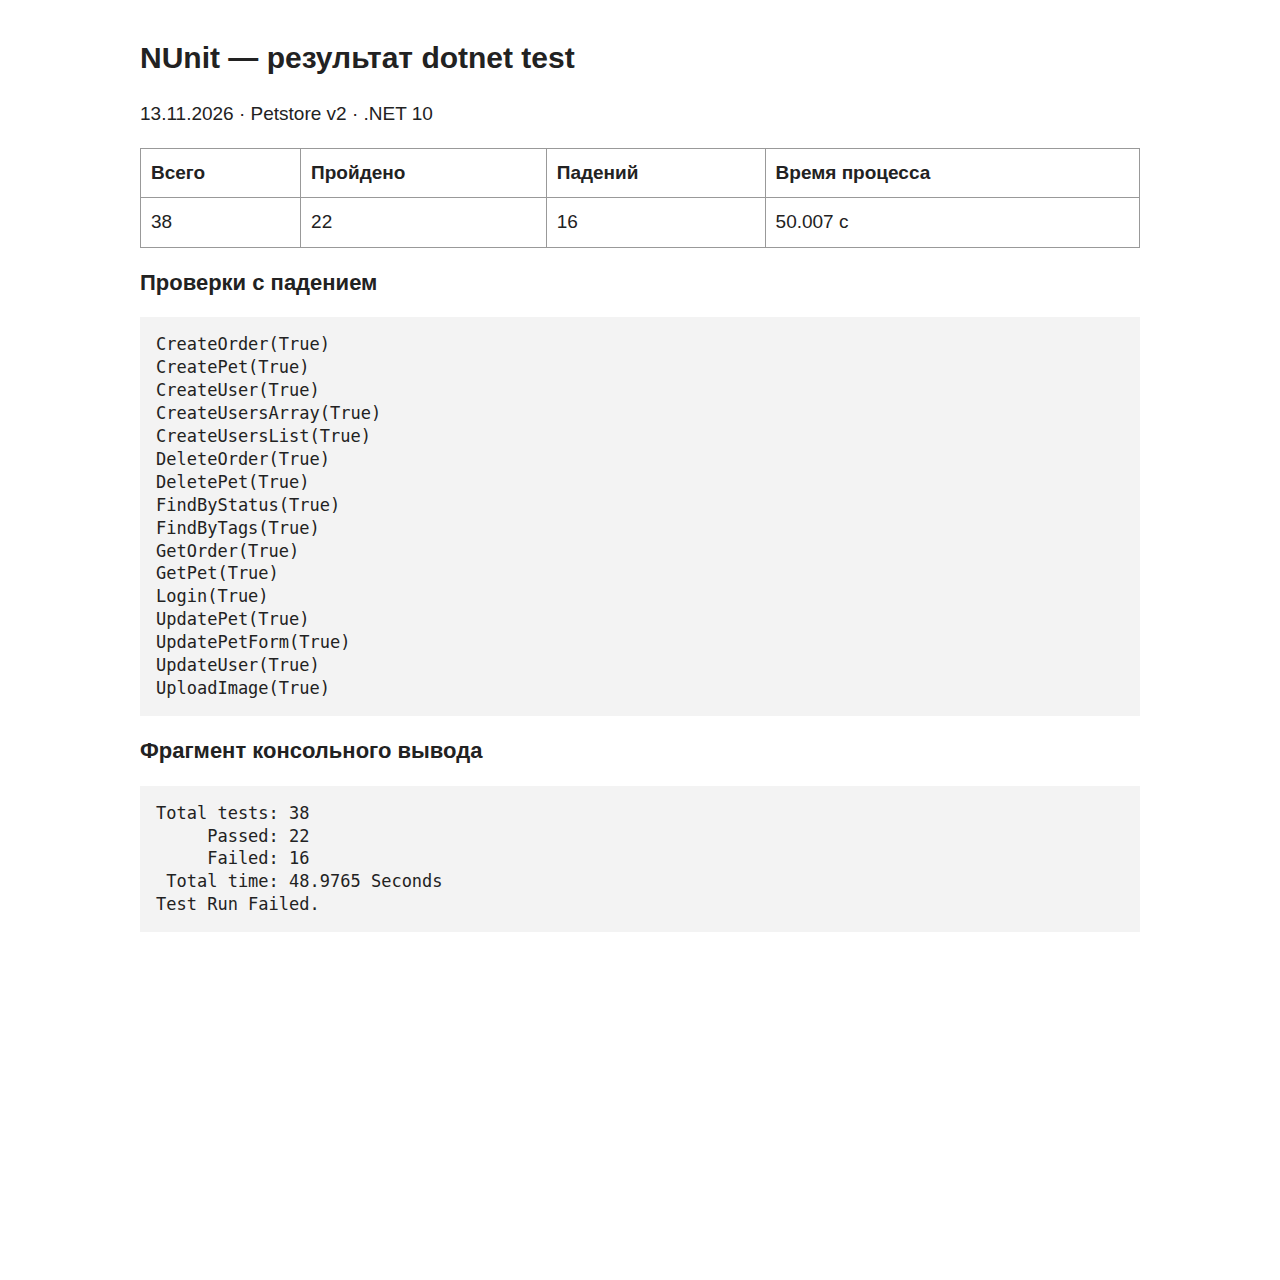 NUnit — результат dotnet test
13.11.2026 · Petstore v2 · .NET 10
Всего Пройдено Падений Время процесса
38 22 16 50.007 с
Проверки с падением
CreateOrder(True)
CreatePet(True)
CreateUser(True)
CreateUsersArray(True)
CreateUsersList(True)
DeleteOrder(True)
DeletePet(True)
FindByStatus(True)
FindByTags(True)
GetOrder(True)
GetPet(True)
Login(True)
UpdatePet(True)
UpdatePetForm(True)
UpdateUser(True)
UploadImage(True)
Фрагмент консольного вывода
Total tests: 38
Passed: 22
Failed: 16
Total time: 48.9765 Seconds
Test Run Failed.